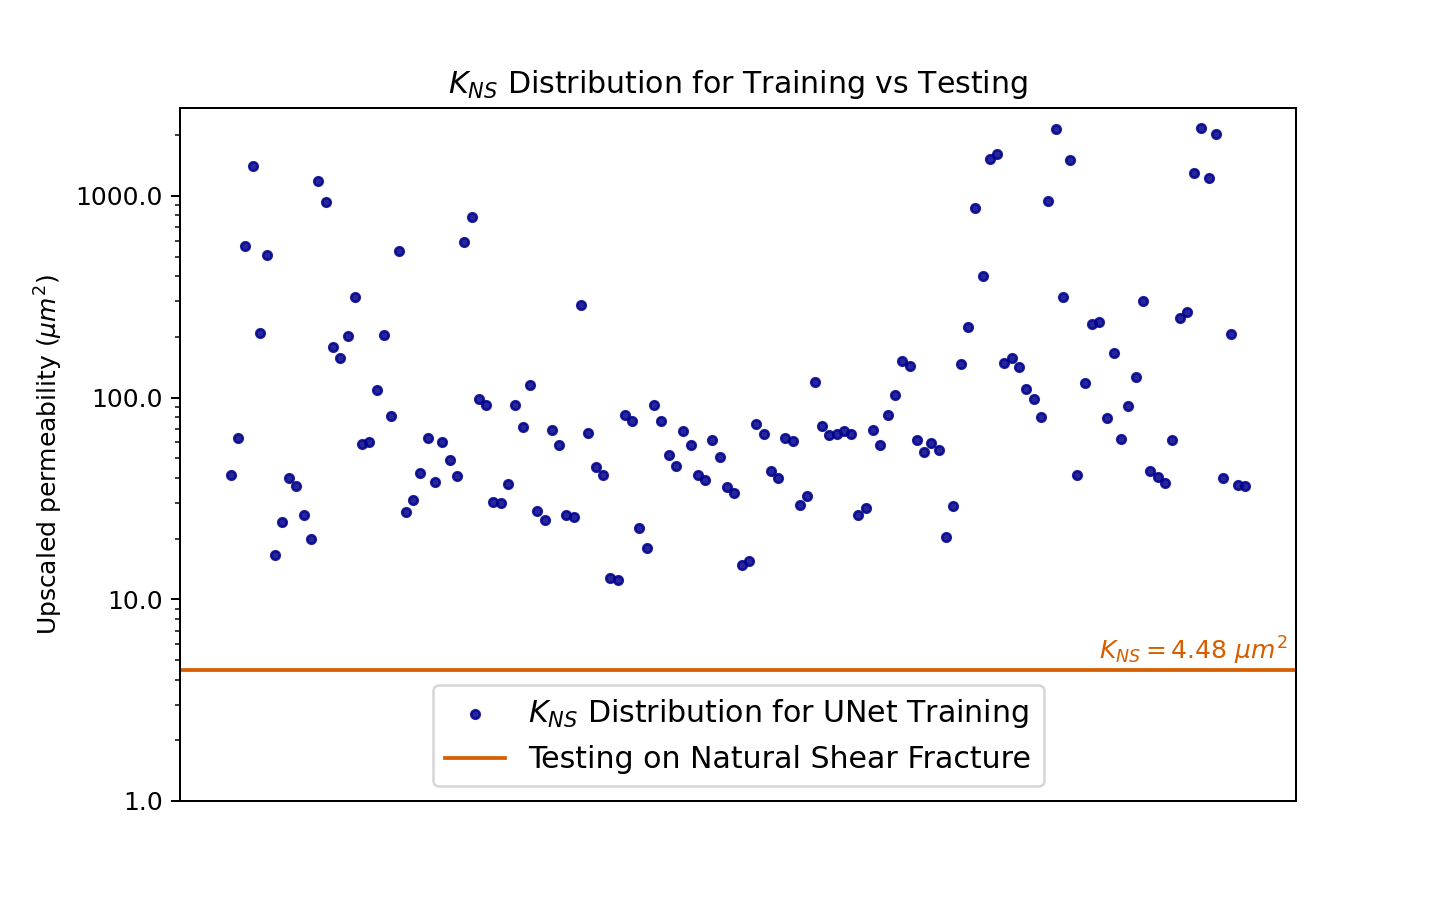 K_NS Distribution for Training vs Testing
Upscaled permeability (μm²)
1000.0
100.0
10.0
1.0
K_NS = 4.48 μm²
K_NS Distribution for UNet Training
Testing on Natural Shear Fracture